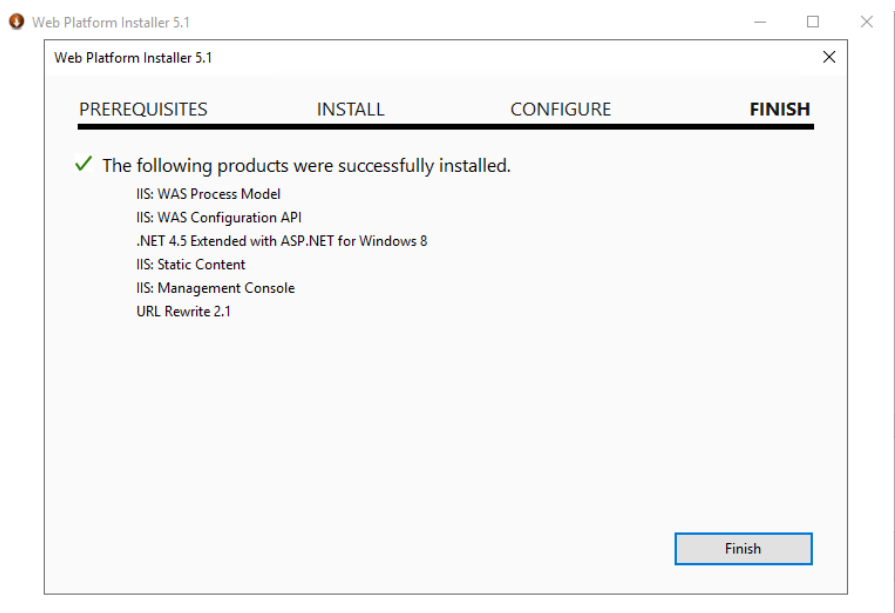 Web Platform Installer 5.1
Web Platform Installer 5.1
PREREQUISITES INSTALL CONFIGURE FINISH
The following products were successfully installed.
IIS: WAS Process Model
IIS: WAS Configuration API
.NET 4.5 Extended with ASP.NET for Windows 8
IIS: Static Content
IIS: Management Console
URL Rewrite 2.1
Finish